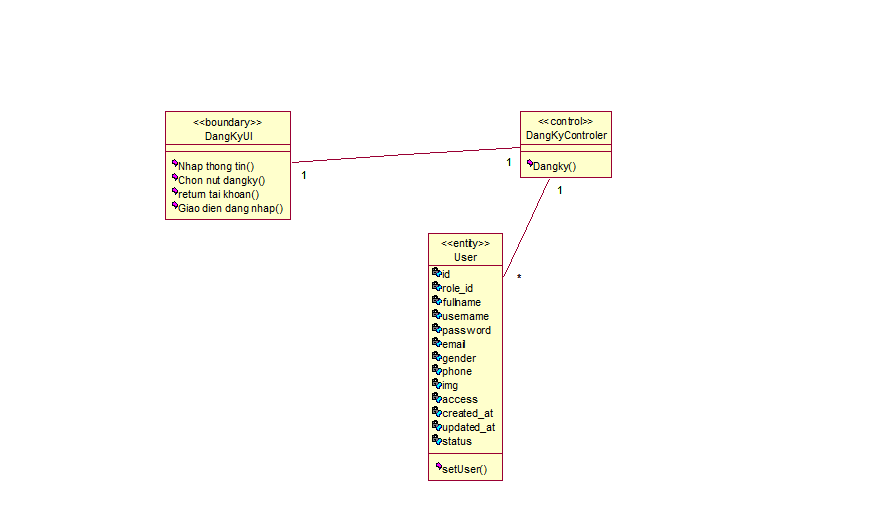 <<boundary>>
DangKyUI
Nhap thong tin()
Chon nut dangky()
return tai khoan()
Giao dien dang nhap()
1
1
<<control>>
DangKyControler
Dangky()
1
*
<<entity>>
User
id
role_id
fullname
username
password
email
gender
phone
img
access
created_at
updated_at
status
setUser()